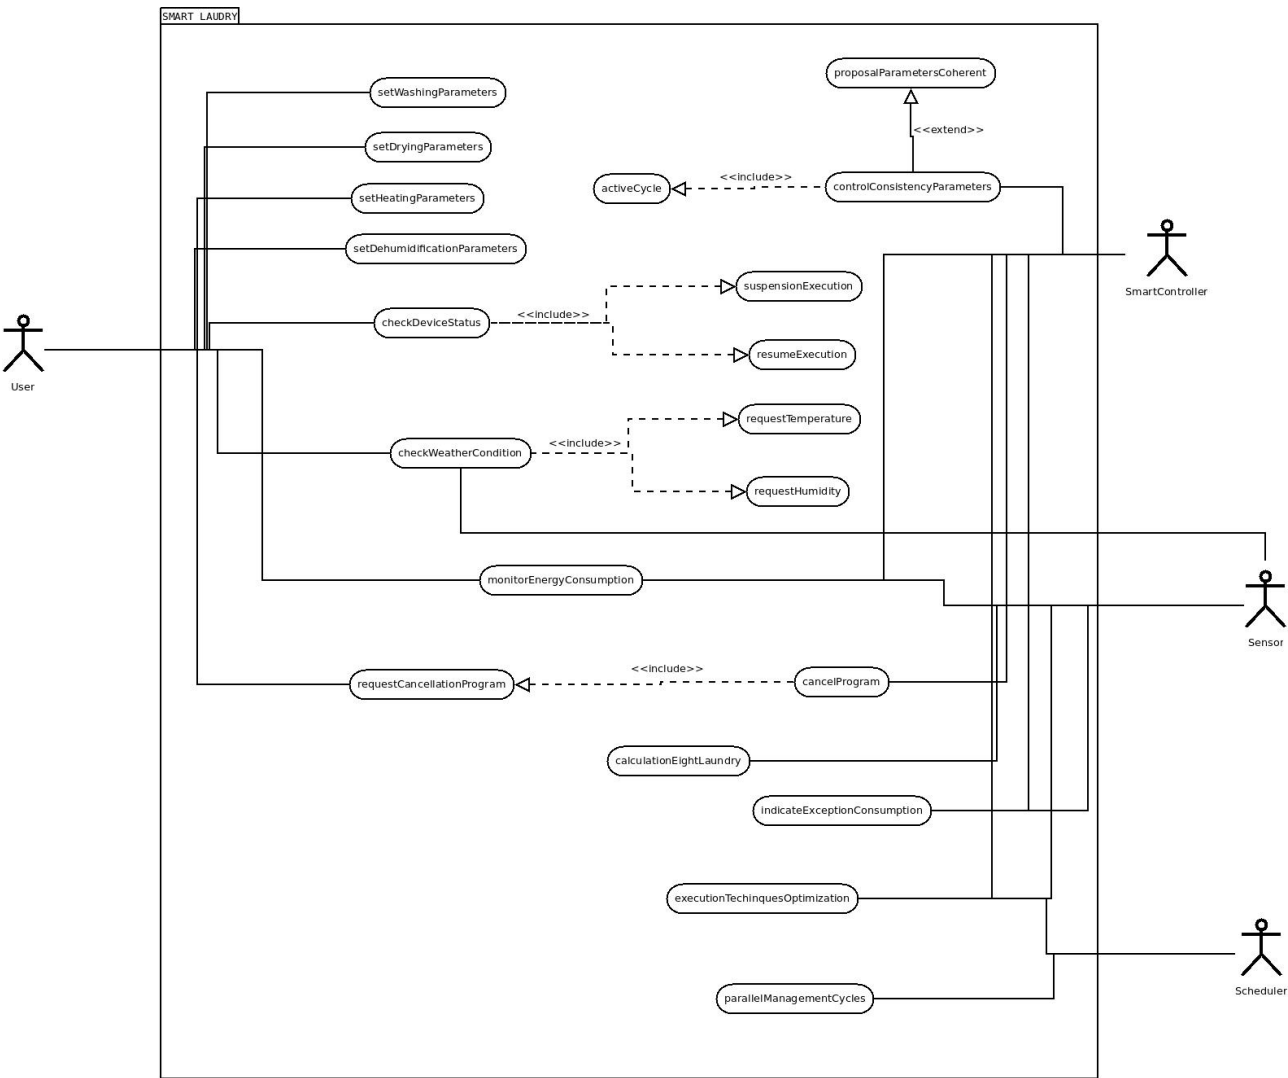 SMART LAUDRY
proposalParametersCoherent
setWashingParameters
<<extend>>
setDryingParameters
<<include>>
activeCycle
controlConsistencyParameters
setHeatingParameters
setDehumidificationParameters
suspensionExecution
SmartController
<<include>>
checkDeviceStatus
resumeExecution
User
requestTemperature
<<include>>
checkWeatherCondition
requestHumidity
monitorEnergyConsumption
Sensor
<<include>>
requestCancellationProgram
cancelProgram
calculationEightLaundry
indicateExceptionConsumption
executionTechinquesOptimization
Scheduler
parallelManagementCycles